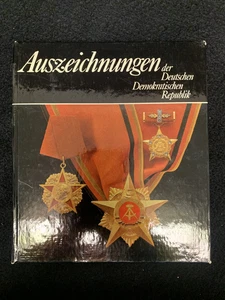 Auszeichnungen der
Deutschen
Demokratischen
Republik